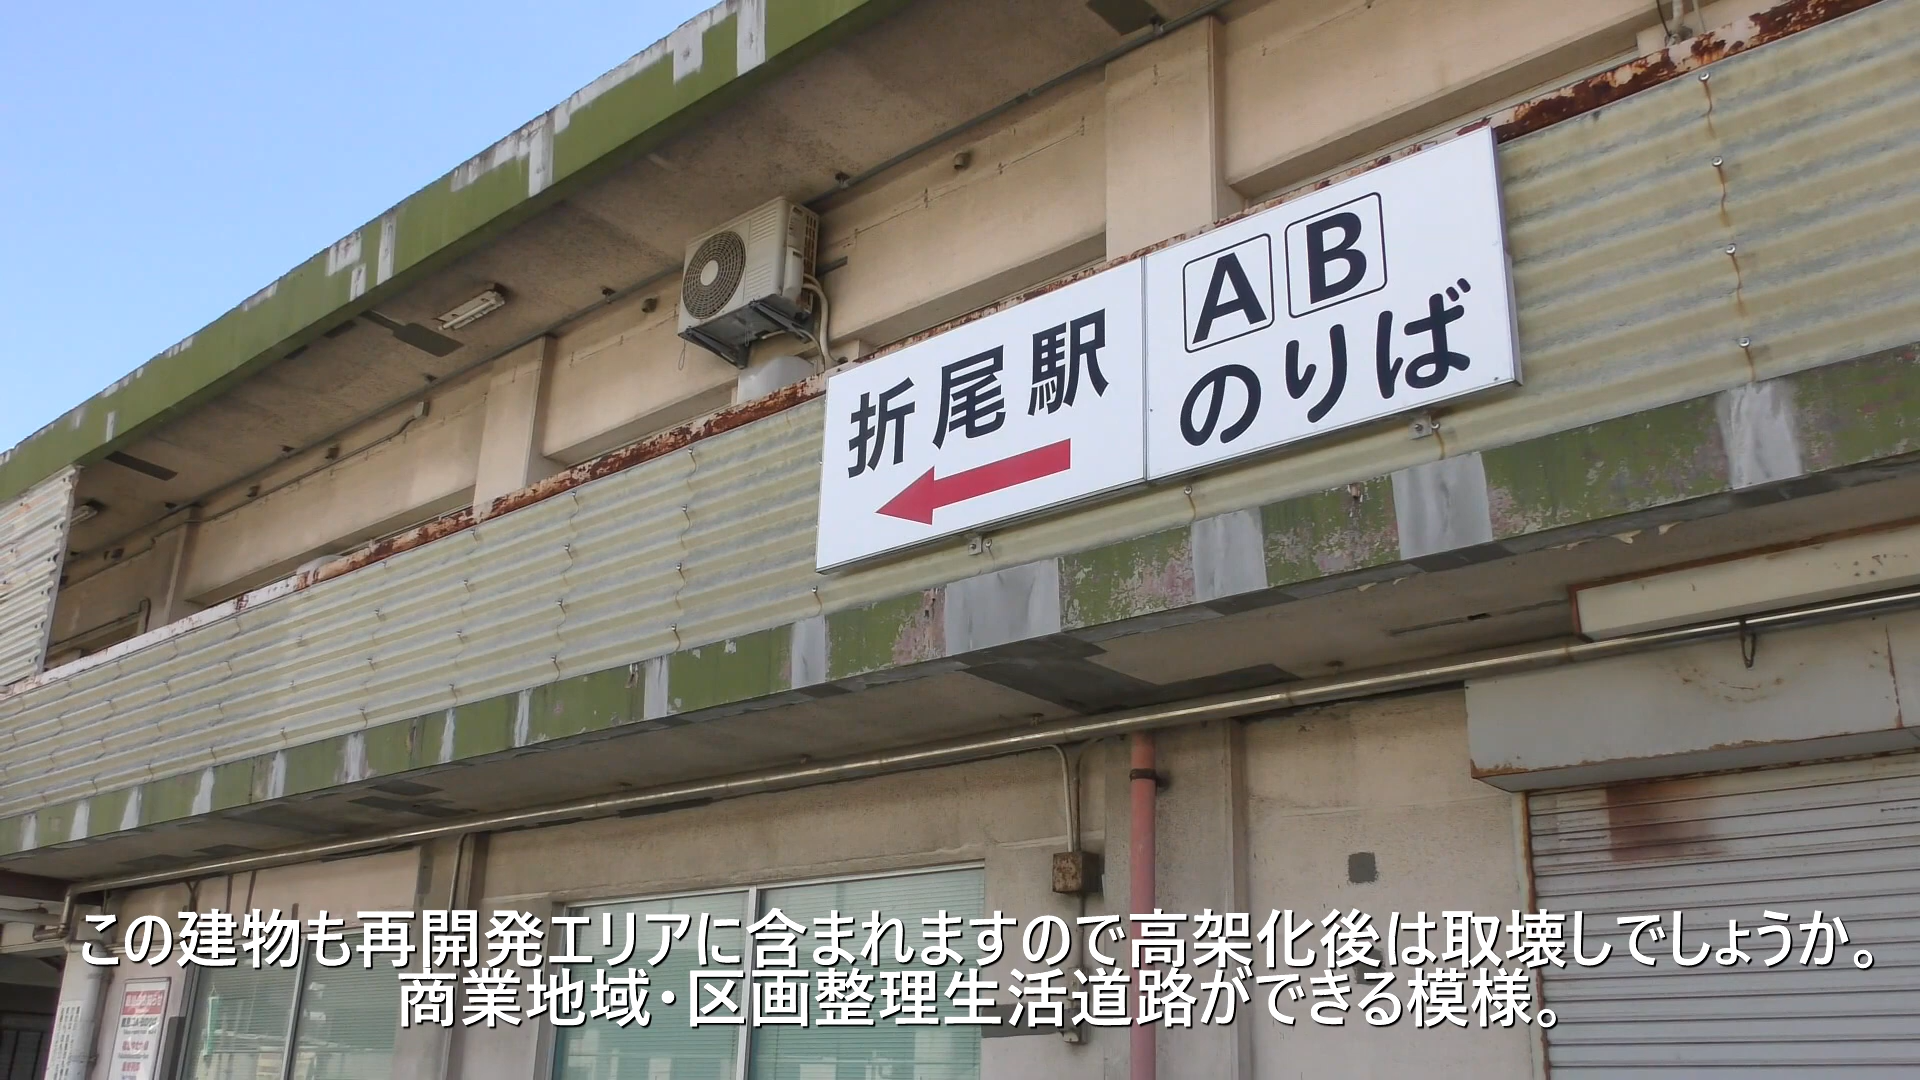 折尾駅
A B
のりば
この建物も再開発エリアに含まれますので高架化後は取壊しでしょうか。
商業地域・区画整理生活道路ができる模様。